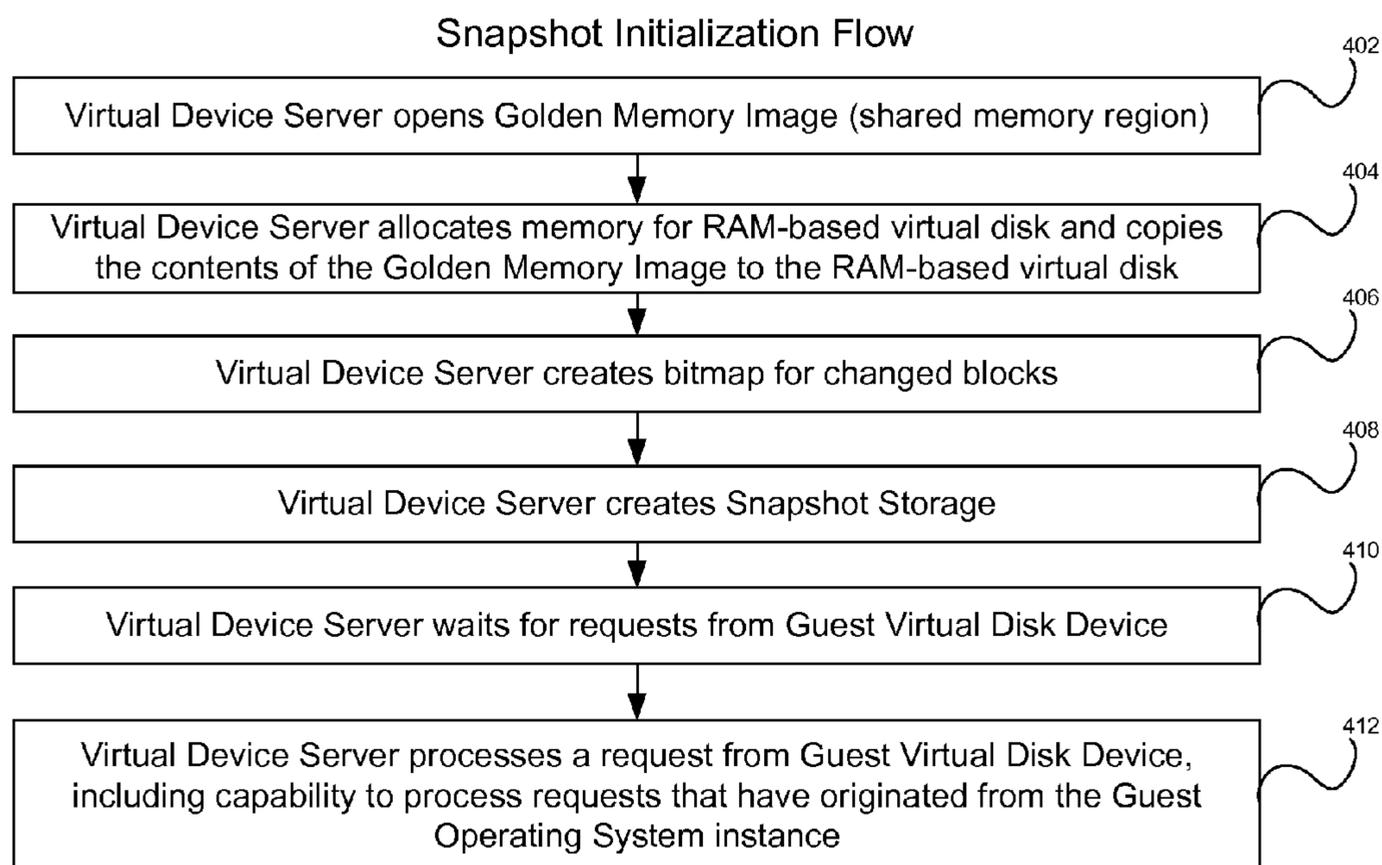 Snapshot Initialization Flow
402
Virtual Device Server opens Golden Memory Image (shared memory region)
404
Virtual Device Server allocates memory for RAM-based virtual disk and copies
the contents of the Golden Memory Image to the RAM-based virtual disk
406
Virtual Device Server creates bitmap for changed blocks
408
Virtual Device Server creates Snapshot Storage
410
Virtual Device Server waits for requests from Guest Virtual Disk Device
412
Virtual Device Server processes a request from Guest Virtual Disk Device,
including capability to process requests that have originated from the Guest
Operating System instance